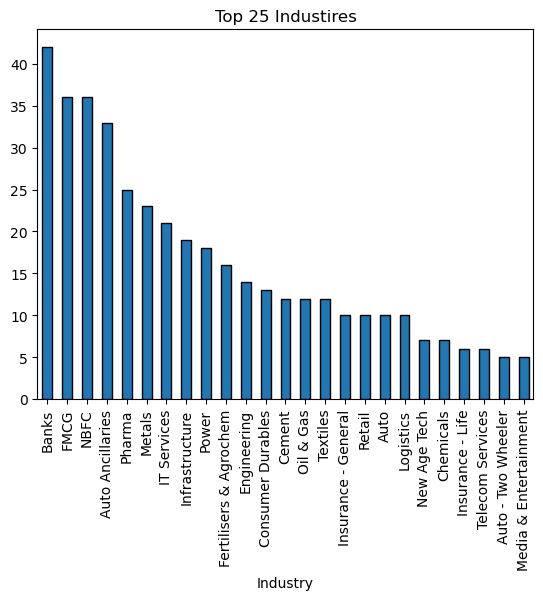 Top 25 Industires
40
35
30
25
20
15
10
5
0
Banks
FMCG
NBFC
Auto Ancillaries
Pharma
Metals
IT Services
Infrastructure
Power
Fertilisers & Agrochem
Engineering
Consumer Durables
Cement
Oil & Gas
Textiles
Insurance - General
Retail
Auto
Logistics
New Age Tech
Chemicals
Insurance - Life
Telecom Services
Auto - Two Wheeler
Media & Entertainment
Industry